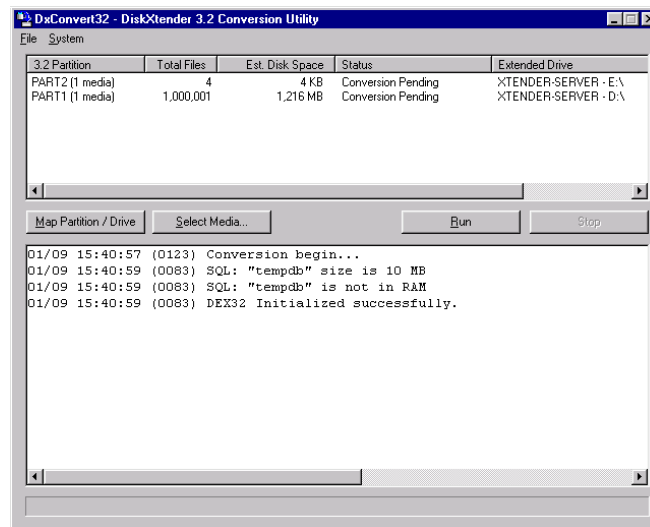 DxConvert32 - DiskXtender 3.2 Conversion Utility
File System
3.2 Partition Total Files Est. Disk Space Status Extended Drive
PART2 (1 media) 4 4 KB Conversion Pending XTENDER-SERVER - E:\
PART1 (1 media) 1,000,001 1,216 MB Conversion Pending XTENDER-SERVER - D:\
Map Partition / Drive Select Media... Run Stop
01/09 15:40:57 (0123) Conversion begin...
01/09 15:40:59 (0083) SQL: "tempdb" size is 10 MB
01/09 15:40:59 (0083) SQL: "tempdb" is not in RAM
01/09 15:40:59 (0083) DEX32 Initialized successfully.